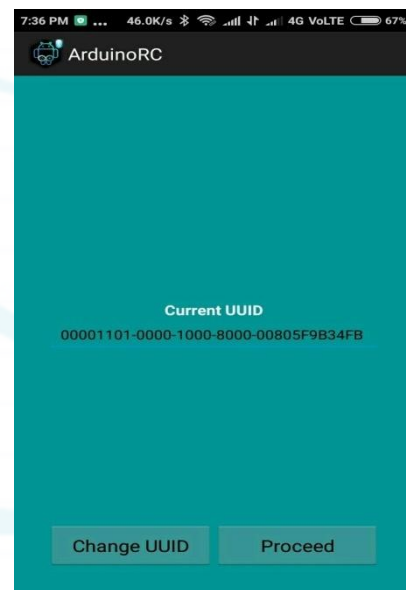 7:36 PM ... 46.0K/s 4G VoLTE 67%
ArduinoRC
Current UUID
00001101-0000-1000-8000-00805F9B34FB
Change UUID Proceed